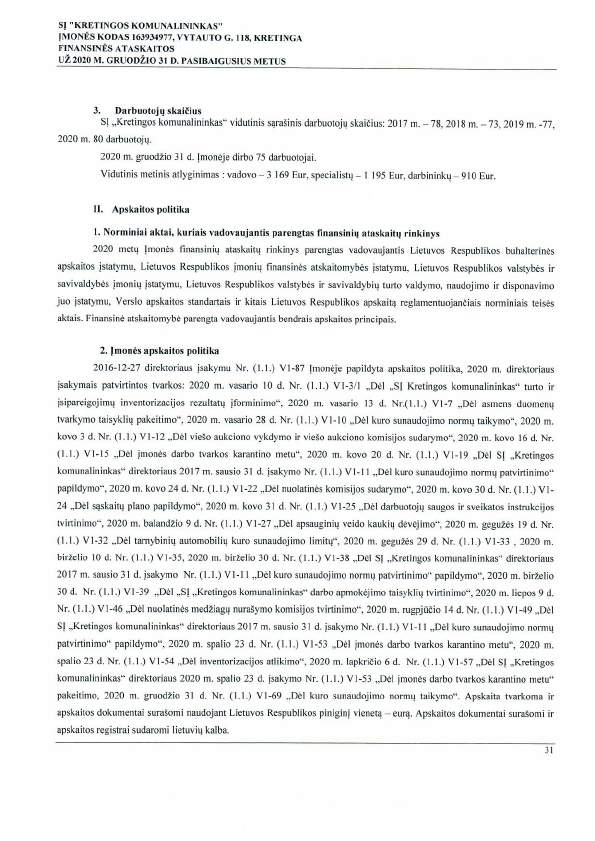 SĮ "KRETINGOS KOMUNALININKAS"
ĮMONĖS KODAS 163934977, VYTAUTO G. 118, KRETINGA
FINANSINĖS ATASKAITOS
UŽ 2020 M. GRUODŽIO 31 D. PASIBAIGUSIUS METUS
3. Darbuotojų skaičius
SĮ „Kretingos komunalininkas“ vidutinis sąrašinis darbuotojų skaičius: 2017 m. – 78, 2018 m. – 73, 2019 m. -77,
2020 m. 80 darbuotojų.
2020 m. gruodžio 31 d. Įmonėje dirbo 75 darbuotojai.
Vidutinis metinis atlyginimas : vadovo – 3 169 Eur, specialistų – 1 195 Eur, darbininkų – 910 Eur.
II. Apskaitos politika
1. Norminiai aktai, kuriais vadovaujantis parengtas finansinių ataskaitų rinkinys
2020 metų Įmonės finansinių ataskaitų rinkinys parengtas vadovaujantis Lietuvos Respublikos buhalterinės
apskaitos įstatymu, Lietuvos Respublikos įmonių finansinės atskaitomybės įstatymu, Lietuvos Respublikos valstybės ir
savivaldybės įmonių įstatymu, Lietuvos Respublikos valstybės ir savivaldybių turto valdymo, naudojimo ir disponavimo
juo įstatymu, Verslo apskaitos standartais ir kitais Lietuvos Respublikos apskaitą reglamentuojančiais norminiais teisės
aktais. Finansinė atskaitomybė parengta vadovaujantis bendrais apskaitos principais.
2. Įmonės apskaitos politika
2016-12-27 direktoriaus įsakymu Nr. (1.1.) V1-87 Įmonėje papildyta apskaitos politika, 2020 m. direktoriaus
įsakymais patvirtintos tvarkos: 2020 m. vasario 10 d. Nr. (1.1.) V1-3/1 „Dėl „SĮ Kretingos komunalininkas“ turto ir
įsipareigojimų inventorizacijos rezultatų įforminimo“, 2020 m. vasario 13 d. Nr.(1.1.) V1-7 „Dėl asmens duomenų
tvarkymo taisyklių pakeitimo“, 2020 m. vasario 28 d. Nr. (1.1.) V1-10 „Dėl kuro sunaudojimo normų taikymo“, 2020 m.
kovo 3 d. Nr. (1.1.) V1-12 „Dėl viešo aukciono vykdymo ir viešo aukciono komisijos sudarymo“, 2020 m. kovo 16 d. Nr.
(1.1.) V1-15 „Dėl įmonės darbo tvarkos karantino metu“, 2020 m. kovo 20 d. Nr. (1.1.) V1-19 „Dėl SĮ „Kretingos
komunalininkas“ direktoriaus 2017 m. sausio 31 d. įsakymo Nr. (1.1.) V1-11 „Dėl kuro sunaudojimo normų patvirtinimo“
papildymo“, 2020 m. kovo 24 d. Nr. (1.1.) V1-22 „Dėl nuolatinės komisijos sudarymo“, 2020 m. kovo 30 d. Nr. (1.1.) V1-
24 „Dėl sąskaitų plano papildymo“, 2020 m. kovo 31 d. Nr. (1.1.) V1-25 „Dėl darbuotojų saugos ir sveikatos instrukcijos
tvirtinimo“, 2020 m. balandžio 9 d. Nr. (1.1.) V1-27 „Dėl apsauginių veido kaukių dėvėjimo“, 2020 m. gegužės 19 d. Nr.
(1.1.) V1-32 „Dėl tarnybinių automobilių kuro sunaudojimo limitų“, 2020 m. gegužės 29 d. Nr. (1.1.) V1-33 , 2020 m.
birželio 10 d. Nr. (1.1.) V1-35, 2020 m. birželio 30 d. Nr. (1.1.) V1-38 „Dėl SĮ „Kretingos komunalininkas“ direktoriaus
2017 m. sausio 31 d. įsakymo Nr. (1.1.) V1-11 „Dėl kuro sunaudojimo normų patvirtinimo“ papildymo“, 2020 m. birželio
30 d. Nr. (1.1.) V1-39 „Dėl „SĮ „Kretingos komunalininkas“ darbo apmokėjimo taisyklių tvirtinimo“, 2020 m. liepos 9 d.
Nr. (1.1.) V1-46 „Dėl nuolatinės medžiagų nurašymo komisijos tvirtinimo“, 2020 m. rugpjūčio 14 d. Nr. (1.1.) V1-49 „Dėl
SĮ „Kretingos komunalininkas“ direktoriaus 2017 m. sausio 31 d. įsakymo Nr. (1.1.) V1-11 „Dėl kuro sunaudojimo normų
patvirtinimo“ papildymo“, 2020 m. spalio 23 d. Nr. (1.1.) V1-53 „Dėl įmonės darbo tvarkos karantino metu“, 2020 m.
spalio 23 d. Nr. (1.1.) V1-54 „Dėl inventorizacijos atlikimo“, 2020 m. lapkričio 6 d. Nr. (1.1.) V1-57 „Dėl SĮ „Kretingos
komunalininkas“ direktoriaus 2020 m. spalio 23 d. įsakymo Nr. (1.1.) V1-53 „Dėl įmonės darbo tvarkos karantino metu“
pakeitimo, 2020 m. gruodžio 31 d. Nr. (1.1.) V1-69 „Dėl kuro sunaudojimo normų taikymo“. Apskaita tvarkoma ir
apskaitos dokumentai surašomi naudojant Lietuvos Respublikos piniginį vienetą – eurą. Apskaitos dokumentai surašomi ir
apskaitos registrai sudaromi lietuvių kalba.
31